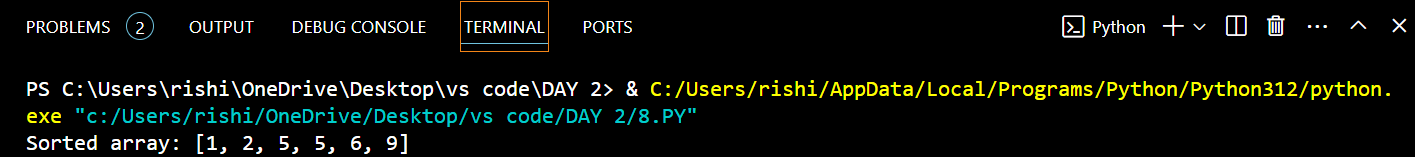 PROBLEMS 2 OUTPUT DEBUG CONSOLE TERMINAL PORTS Python
PS C:\Users\rishi\OneDrive\Desktop\vs code\DAY 2> & C:/Users/rishi/AppData/Local/Programs/Python/Python312/python.
exe "c:/Users/rishi/OneDrive/Desktop/vs code/DAY 2/8.PY"
Sorted array: [1, 2, 5, 5, 6, 9]